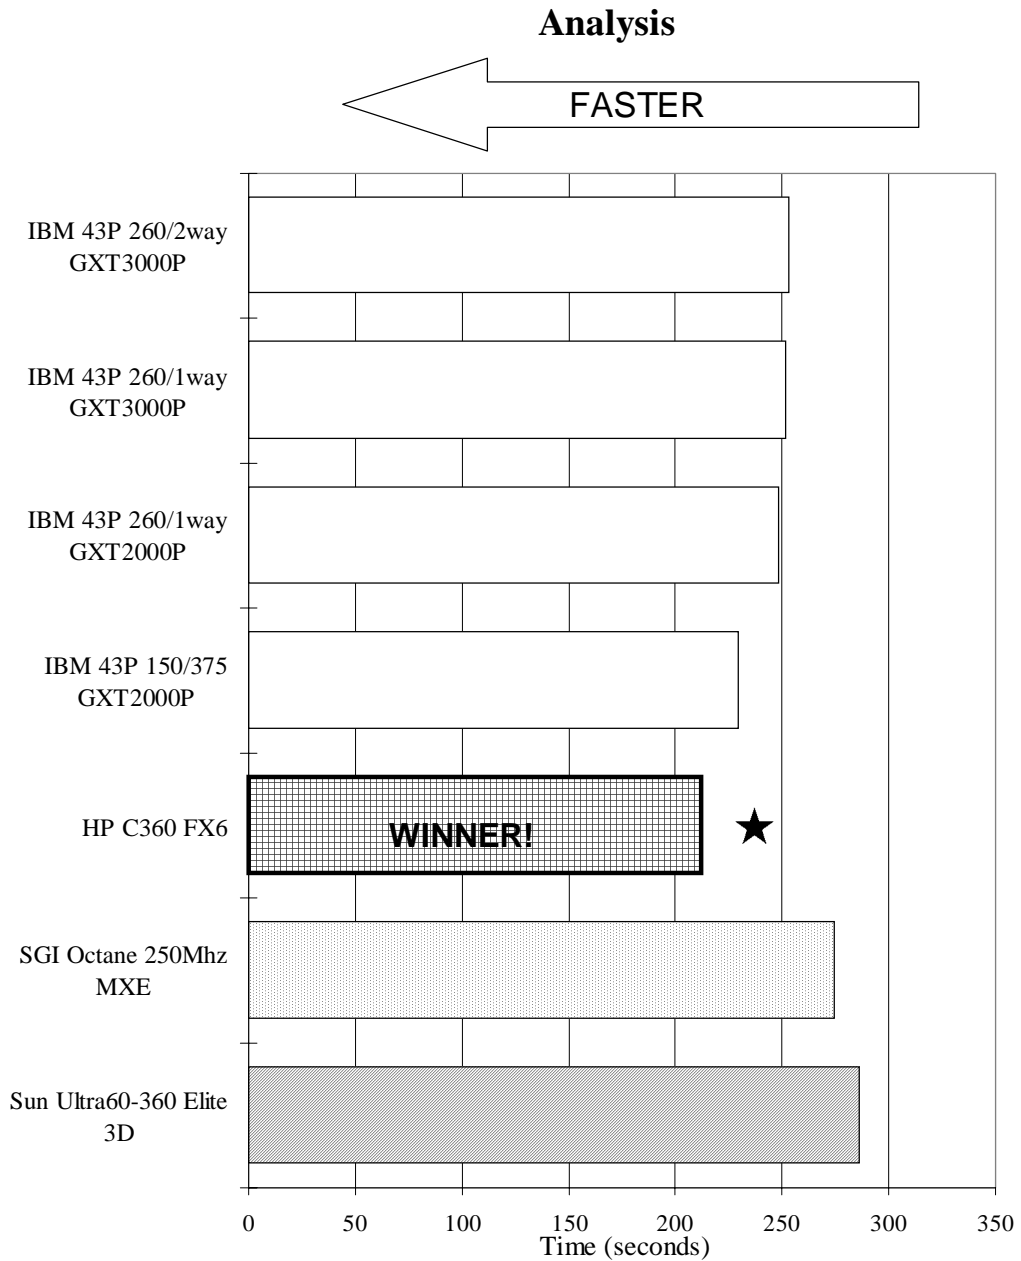 Analysis
FASTER
IBM 43P 260/2way
GXT3000P
IBM 43P 260/1way
GXT3000P
IBM 43P 260/1way
GXT2000P
IBM 43P 150/375
GXT2000P
HP C360 FX6
WINNER!
SGI Octane 250Mhz
MXE
Sun Ultra60-360 Elite
3D
0 50 100 150 200 250 300 350
Time (seconds)